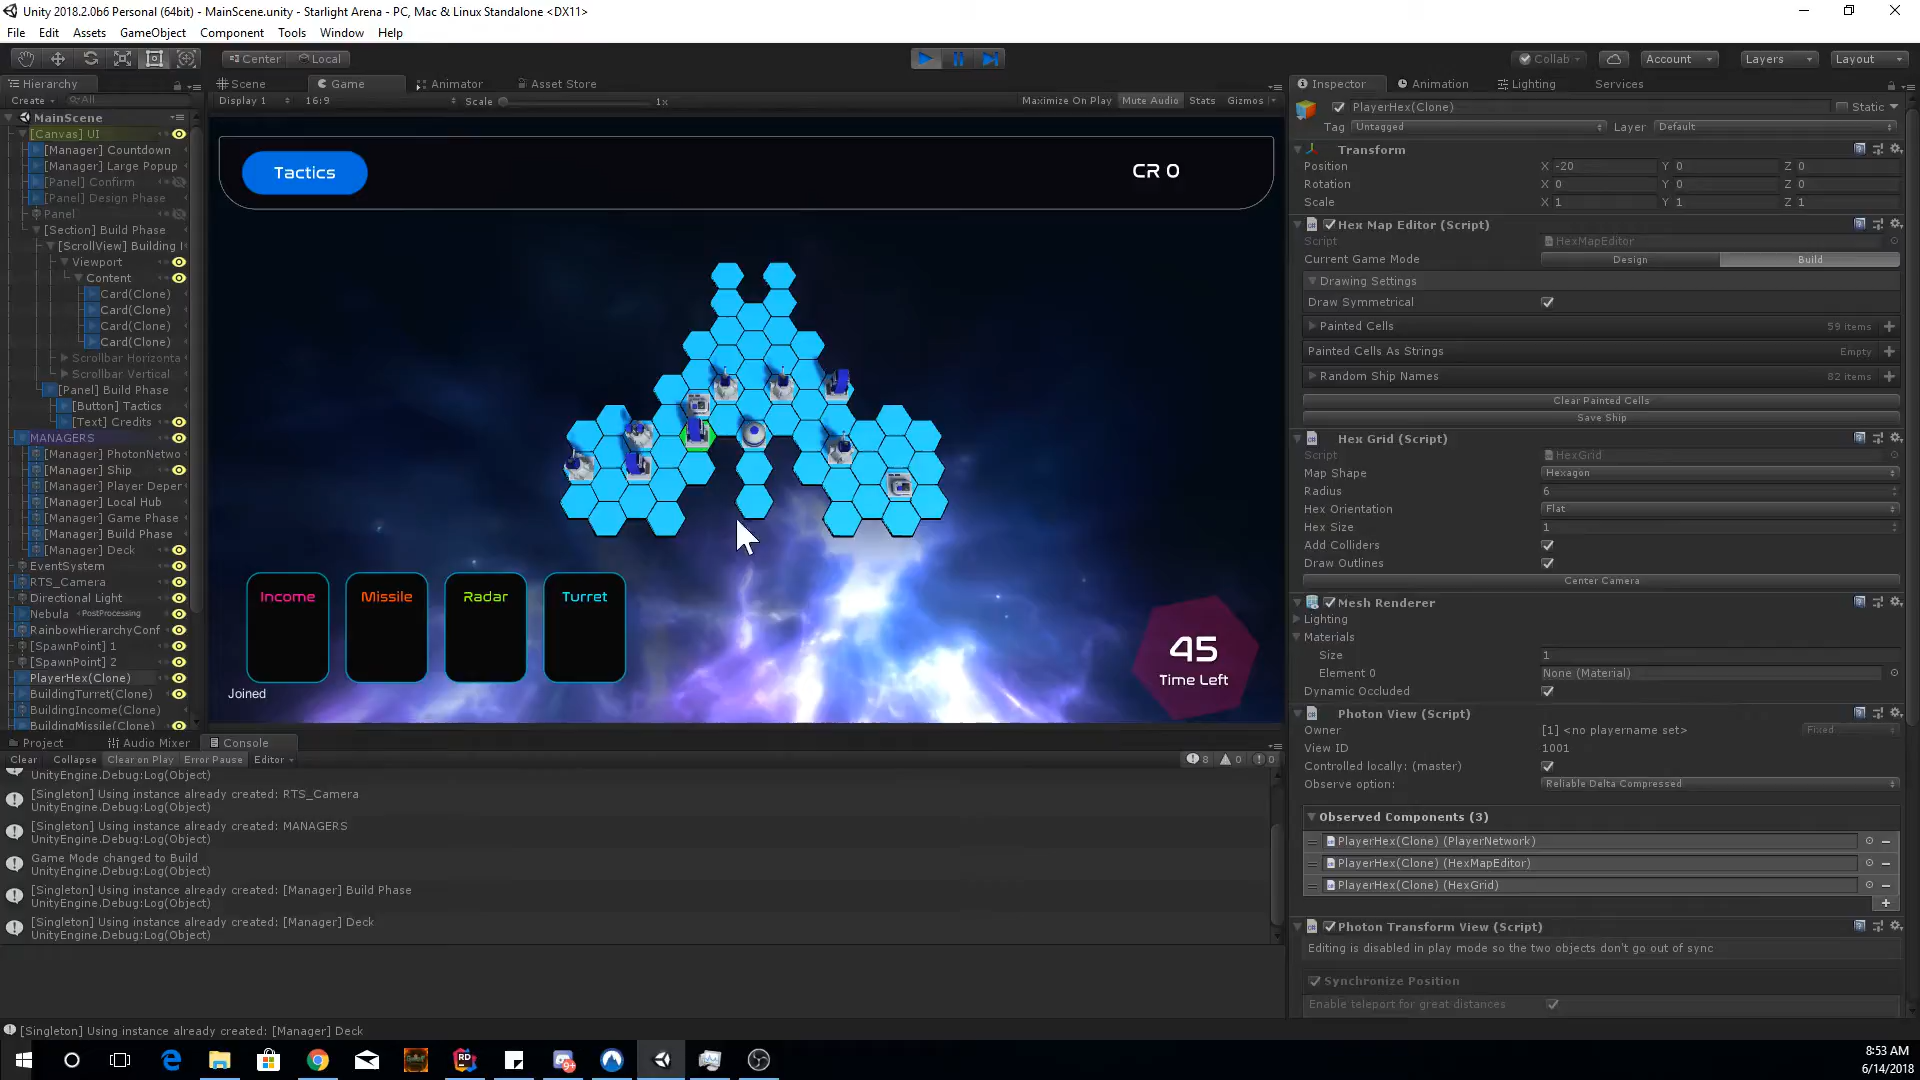 Unity 2018.2.0b6 Personal (64bit) - MainScene.unity - Starlight Arena - PC, Mac & Linux Standalone <DX11>
File Edit Assets GameObject Component Tools Window Help
Center Local
Collab Account Layers Layout
Hierarchy
Create All
MainScene
[Canvas] UI
[Manager] Countdown
[Manager] Large Popup
[Panel] Confirm
[Panel] Design Phase
Panel
[Section] Build Phase
[ScrollView] Building
Viewport
Content
Card(Clone)
Card(Clone)
Card(Clone)
Card(Clone)
Scrollbar Horizonta
Scrollbar Vertical
[Panel] Build Phase
[Button] Tactics
[Text] Credits
MANAGERS
[Manager] PhotonNetwo
[Manager] Ship
[Manager] Player Deper
[Manager] Local Hub
[Manager] Game Phase
[Manager] Build Phase
[Manager] Deck
EventSystem
RTS_Camera
Directional Light
Nebula PostProcessing
RainbowHierarchyConf
[SpawnPoint] 1
[SpawnPoint] 2
PlayerHex(Clone)
BuildingTurret(Clone)
BuildingIncome(Clone)
BuildingMissile(Clone)
Scene Game Animator Asset Store
Display 1 16:9 Scale 1x Maximize On Play Mute Audio Stats Gizmos
Tactics
CR 0
Income
Missile
Radar
Turret
45
Time Left
Joined
Project Audio Mixer Console
Clear Collapse Clear on Play Error Pause Editor 8 0 0
UnityEngine.Debug:Log(Object)
[Singleton] Using instance already created: RTS_Camera
UnityEngine.Debug:Log(Object)
[Singleton] Using instance already created: MANAGERS
UnityEngine.Debug:Log(Object)
Game Mode changed to Build
UnityEngine.Debug:Log(Object)
[Singleton] Using instance already created: [Manager] Build Phase
UnityEngine.Debug:Log(Object)
[Singleton] Using instance already created: [Manager] Deck
UnityEngine.Debug:Log(Object)
[Singleton] Using instance already created: [Manager] Deck
Inspector Animation Lighting Services
PlayerHex(Clone) Static
Tag Untagged Layer Default
Transform
Position X -20 Y 0 Z 0
Rotation X 0 Y 0 Z 0
Scale X 1 Y 1 Z 1
Hex Map Editor (Script)
Script HexMapEditor
Current Game Mode Design Build
Drawing Settings
Draw Symmetrical
Painted Cells 59 items
Painted Cells As Strings Empty
Random Ship Names 82 items
Clear Painted Cells
Save Ship
Hex Grid (Script)
Script HexGrid
Map Shape Hexagon
Radius 6
Hex Orientation Flat
Hex Size 1
Add Colliders
Draw Outlines
Center Camera
Mesh Renderer
Lighting
Materials
Size 1
Element 0 None (Material)
Dynamic Occluded
Photon View (Script)
Owner [1] <no playername set> Fixed
View ID 1001
Controlled locally: (master)
Observe option: Reliable Delta Compressed
Observed Components (3)
PlayerHex(Clone) (PlayerNetwork)
PlayerHex(Clone) (HexMapEditor)
PlayerHex(Clone) (HexGrid)
Photon Transform View (Script)
Editing is disabled in play mode so the two objects don't go out of sync
Synchronize Position
Enable teleport for great distances
8:53 AM
6/14/2018